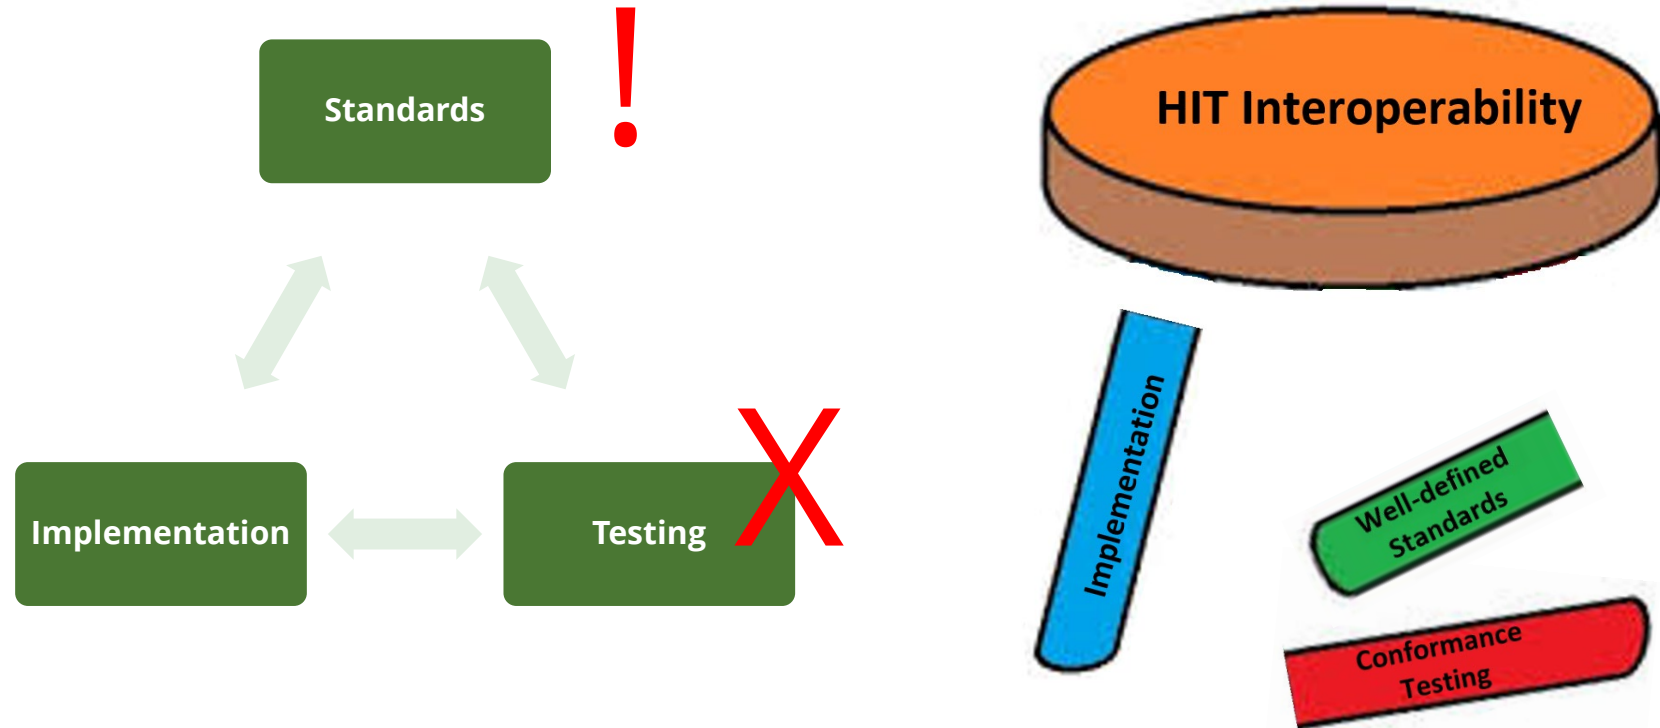 Standards
!
Implementation
Testing
X
HIT Interoperability
Implementation
Well-defined
Standards
Conformance
Testing